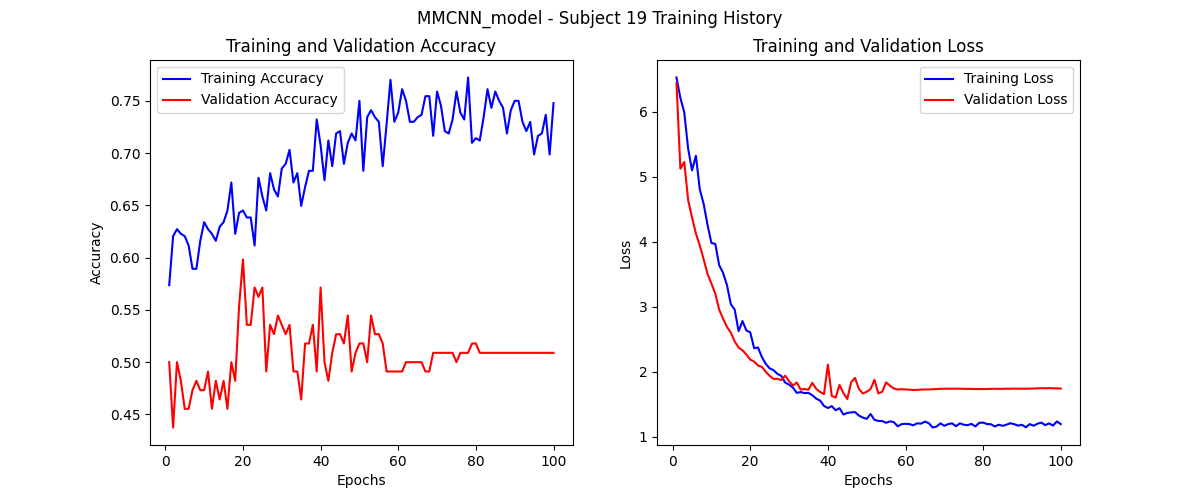 MMCNN_model - Subject 19 Training History
Training and Validation Accuracy
Training Accuracy
Validation Accuracy
Accuracy
0.75
0.70
0.65
0.60
0.55
0.50
0.45
0 20 40 60 80 100
Epochs
Training and Validation Loss
Training Loss
Validation Loss
Loss
6
5
4
3
2
1
0 20 40 60 80 100
Epochs